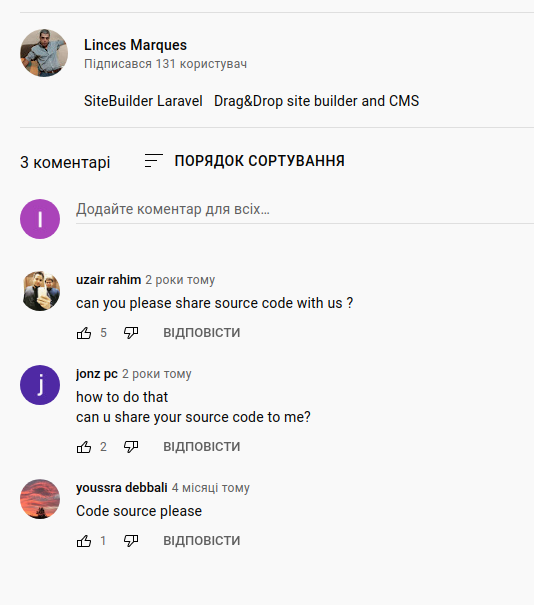 Linces Marques
Підписався 131 користувач
SiteBuilder Laravel Drag&Drop site builder and CMS
3 коментарі ПОРЯДОК СОРТУВАННЯ
I Додайте коментар для всіх...
uzair rahim 2 роки тому
can you please share source code with us ?
5 ВІДПОВІСТИ
j jonz pc 2 роки тому
how to do that
can u share your source code to me?
2 ВІДПОВІСТИ
youssra debbali 4 місяці тому
Code source please
1 ВІДПОВІСТИ